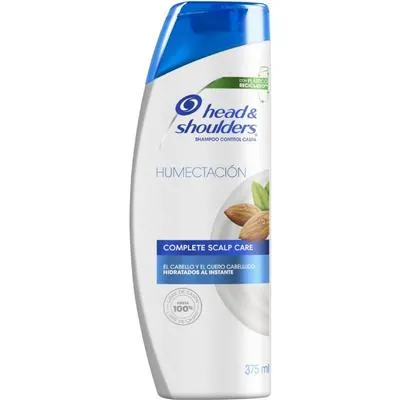 CON PLÁSTICO
RECICLADO
head &
shoulders
SHAMPOO CONTROL CASPA
HUMECTACIÓN
COMPLETE SCALP CARE
EL CABELLO Y EL CUERO CABELLUDO
HIDRATADOS AL INSTANTE
HASTA
100%
375 ml